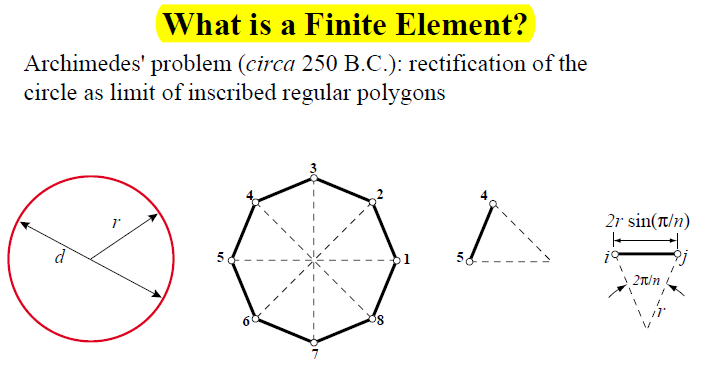 What is a Finite Element?
Archimedes' problem (circa 250 B.C.): rectification of the
circle as limit of inscribed regular polygons
r
d
3
4
2
5
1
6
8
7
4
5
2r sin(π/n)
i
j
2π/n
r